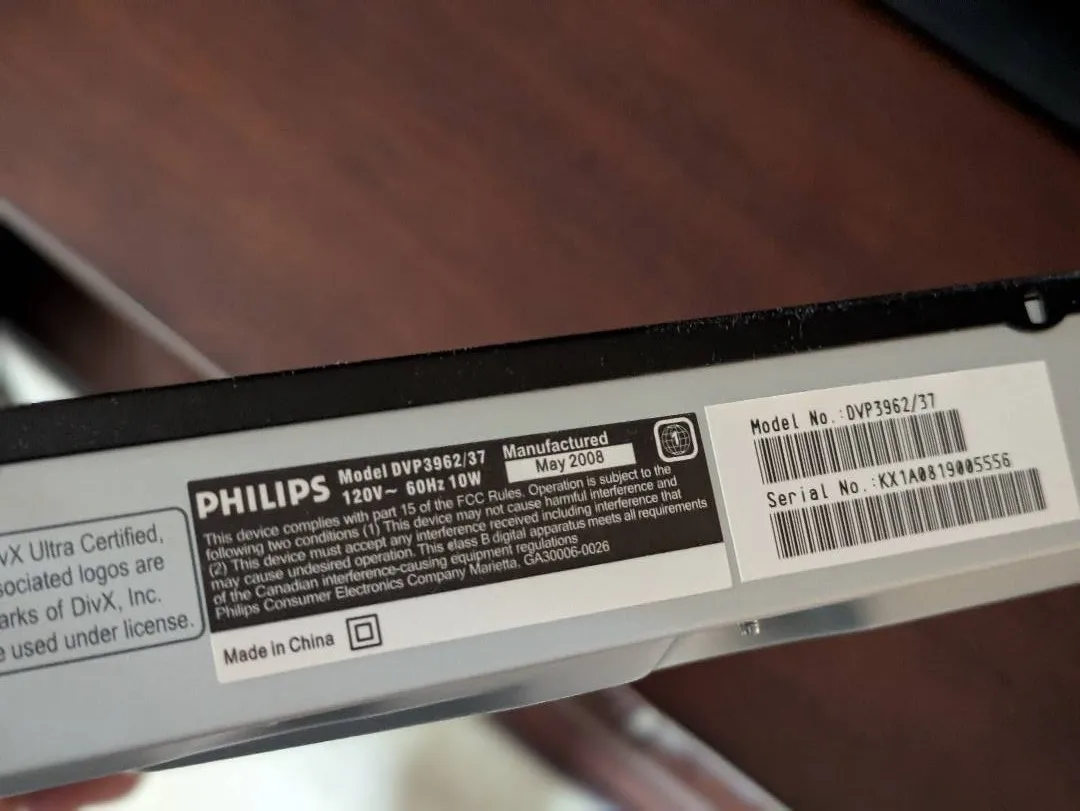 vX Ultra Certified,
sociated logos are
arks of DivX, Inc.
e used under license.
PHILIPS
Model DVP3962/37
120V~ 60Hz 10W
Manufactured
May 2008
This device complies with part 15 of the FCC Rules. Operation is subject to the
following two conditions (1) This device may not cause harmful interference and
(2) This device must accept any interference received including interference that
may cause undesired operation. This class B digital apparatus meets all requirements
of the Canadian interference-causing equipment regulations
Philips Consumer Electronics Company Marietta, GA30006-0026
Made in China
Model No.:DVP3962/37
Serial No.:KX1A0819005556